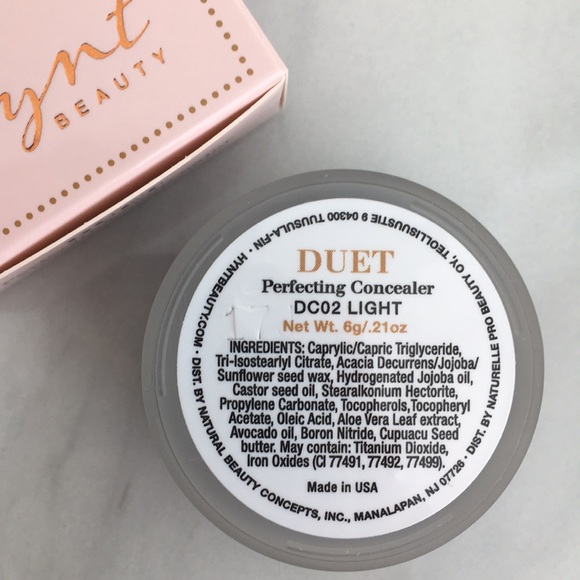 ynt
BEAUTY
DUET
Perfecting Concealer
DC02 LIGHT
Net Wt. 6g/.21oz
INGREDIENTS: Caprylic/Capric Triglyceride,
Tri-Isostearlyl Citrate, Acacia Decurrens/Jojoba/
Sunflower seed wax, Hydrogenated Jojoba oil,
Castor seed oil, Stearalkonium Hectorite,
Propylene Carbonate, Tocopherols,Tocopheryl
Acetate, Oleic Acid, Aloe Vera Leaf extract,
Avocado oil, Boron Nitride, Cupuacu Seed
butter. May contain: Titanium Dioxide,
Iron Oxides (CI 77491, 77492, 77499).
Made in USA
HYNTBEAUTY.COM • DIST. BY NATURAL BEAUTY CONCEPTS, INC., MANALAPAN, NJ 07726 • DIST. BY NATURELLE PRO BEAUTY OY, TEOLLISUUSTIE 9 04300 TUUSULA-FIN •